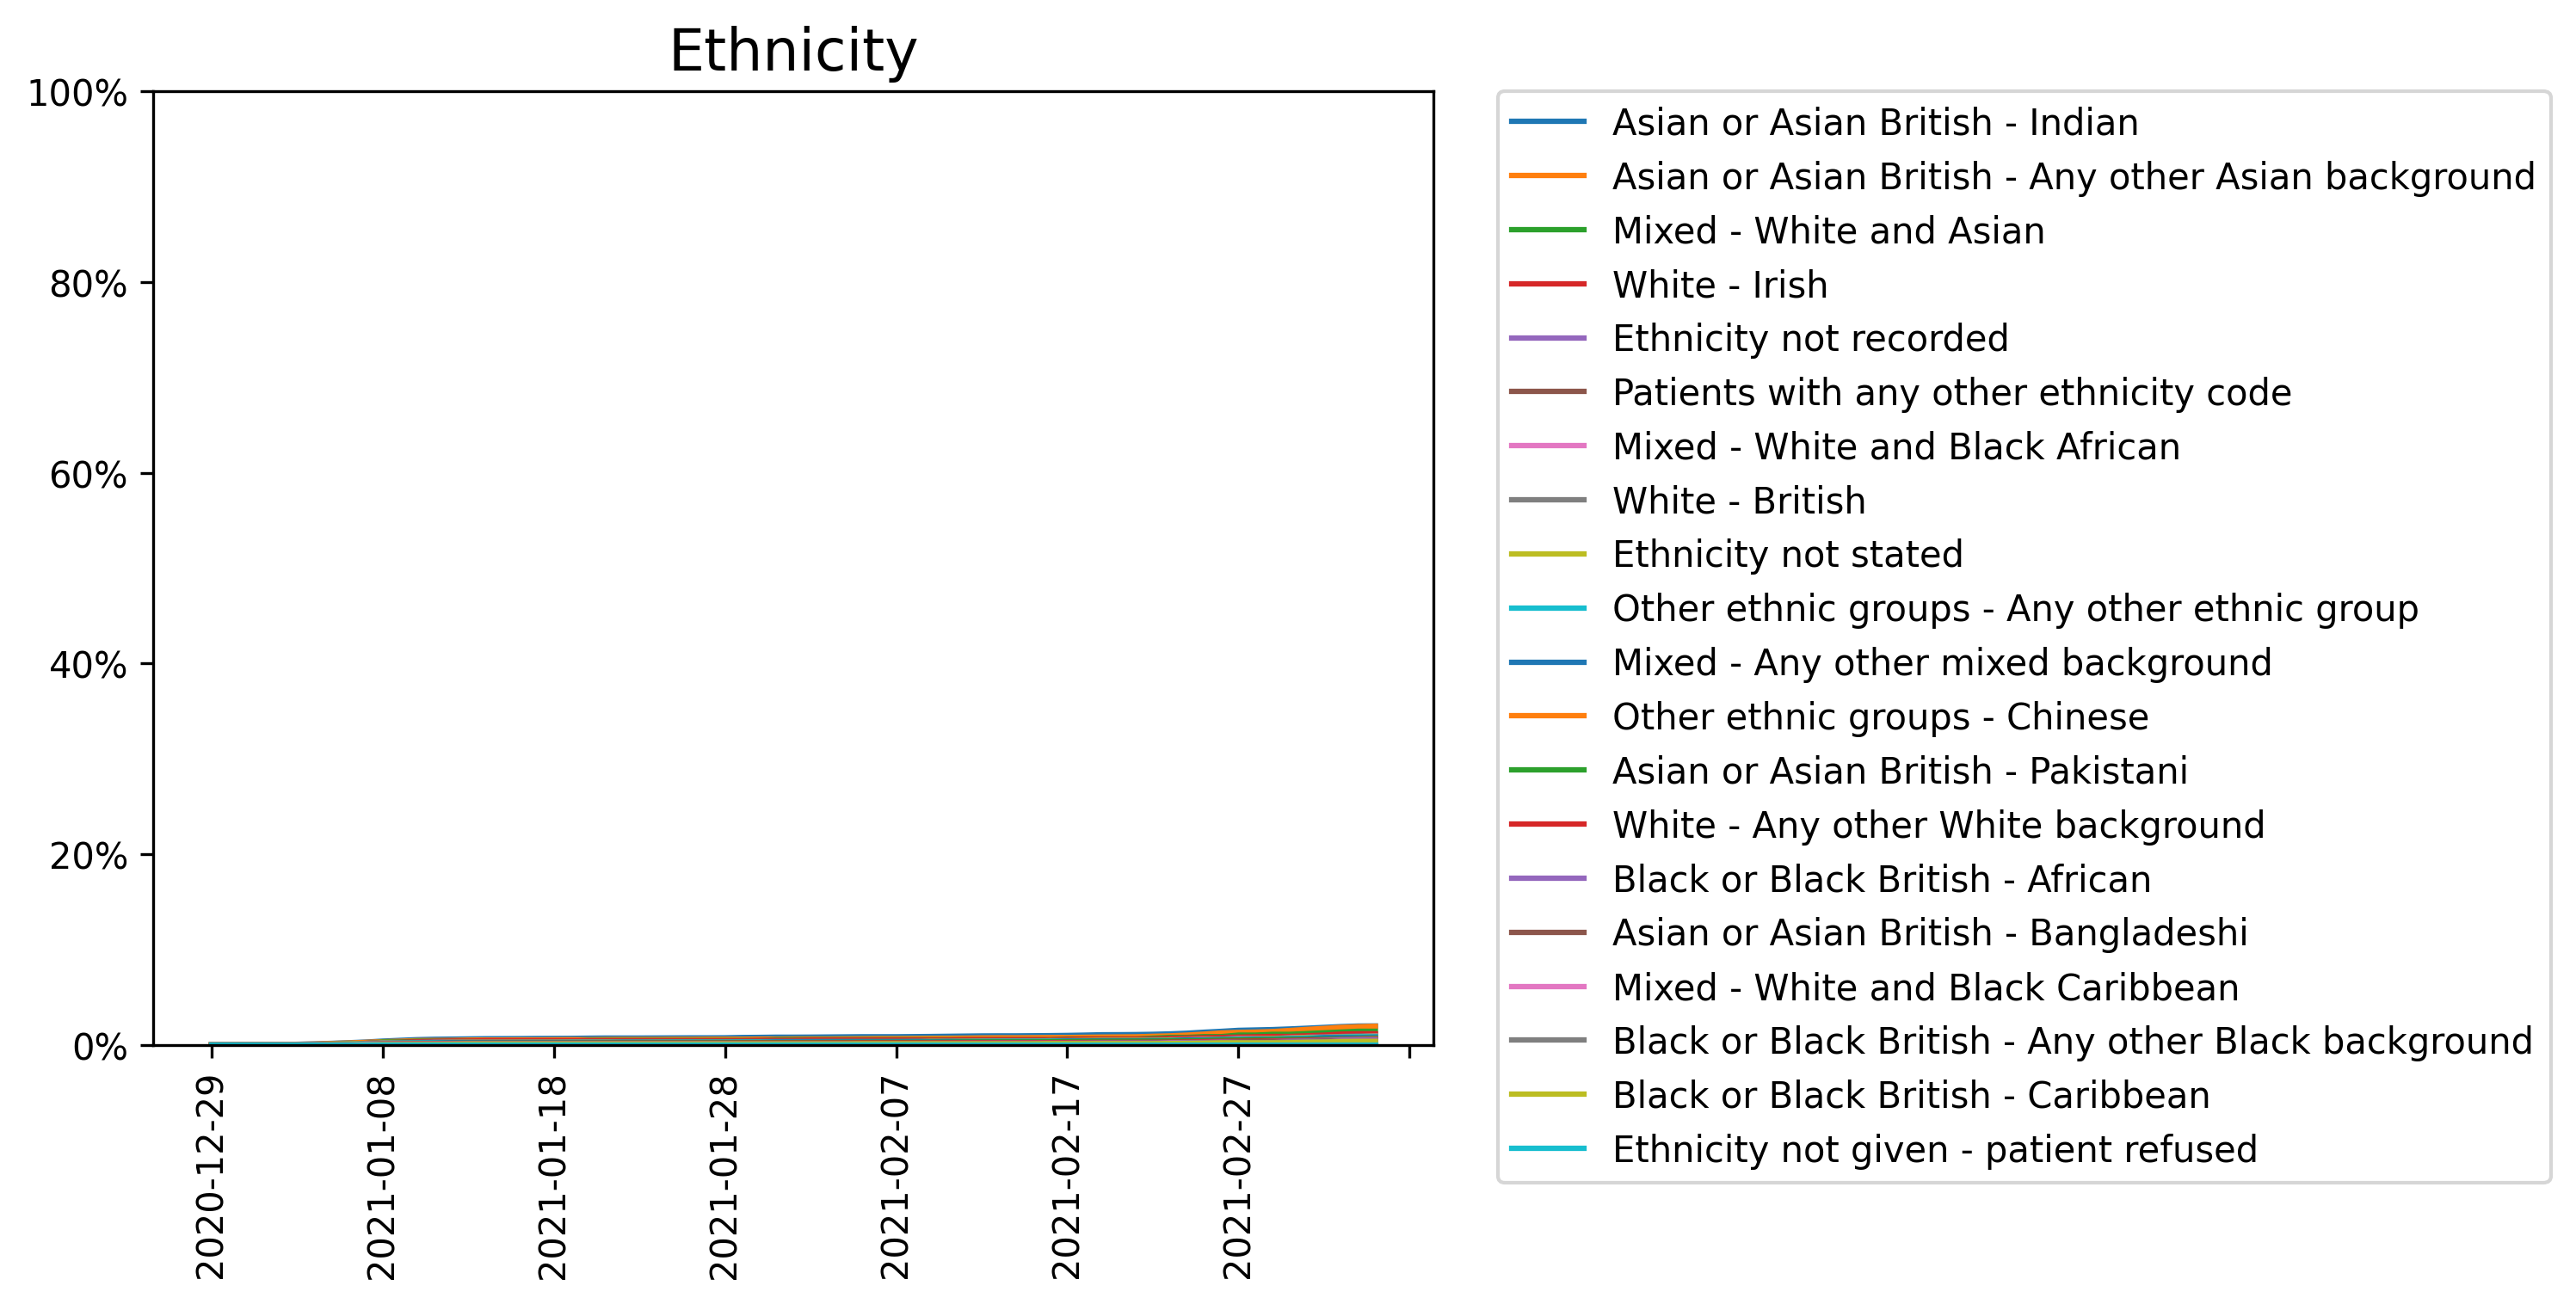 Ethnicity
100%
80%
60%
40%
20%
0%
2020-12-29
2021-01-08
2021-01-18
2021-01-28
2021-02-07
2021-02-17
2021-02-27
Asian or Asian British - Indian
Asian or Asian British - Any other Asian background
Mixed - White and Asian
White - Irish
Ethnicity not recorded
Patients with any other ethnicity code
Mixed - White and Black African
White - British
Ethnicity not stated
Other ethnic groups - Any other ethnic group
Mixed - Any other mixed background
Other ethnic groups - Chinese
Asian or Asian British - Pakistani
White - Any other White background
Black or Black British - African
Asian or Asian British - Bangladeshi
Mixed - White and Black Caribbean
Black or Black British - Any other Black background
Black or Black British - Caribbean
Ethnicity not given - patient refused